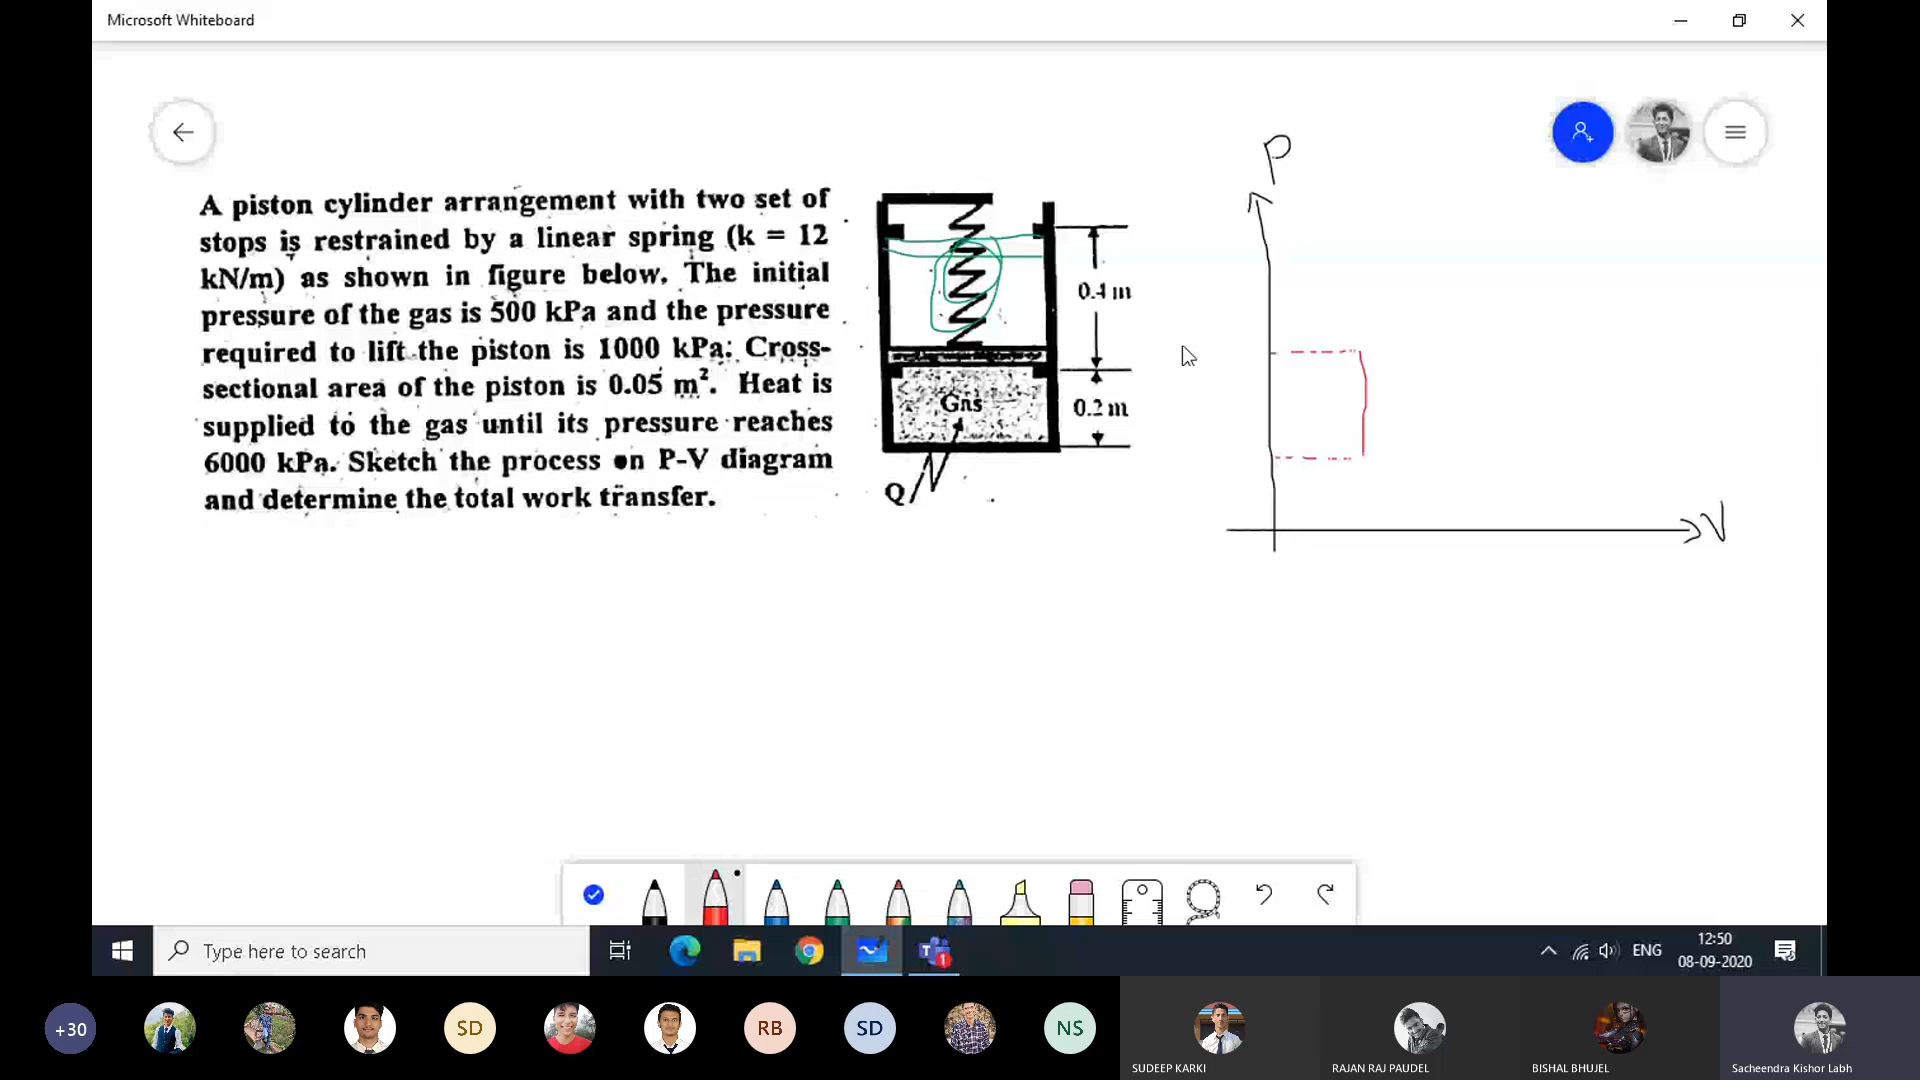 Microsoft Whiteboard
P
A piston cylinder arrangement with two set of
stops is restrained by a linear spring (k = 12
kN/m) as shown in figure below. The initial
pressure of the gas is 500 kPa and the pressure
required to lift the piston is 1000 kPa. Cross-
sectional area of the piston is 0.05 m². Heat is
supplied to the gas until its pressure reaches
6000 kPa. Sketch the process on P-V diagram
and determine the total work transfer.
0.4 m
Gas
0.2 m
Q
V
Type here to search
T
1
ENG
12:50
08-09-2020
+30
SD
RB
SD
NS
SUDEEP KARKI
RAJAN RAJ PAUDEL
BISHAL BHUJEL
Sacheendra Kishor Labh